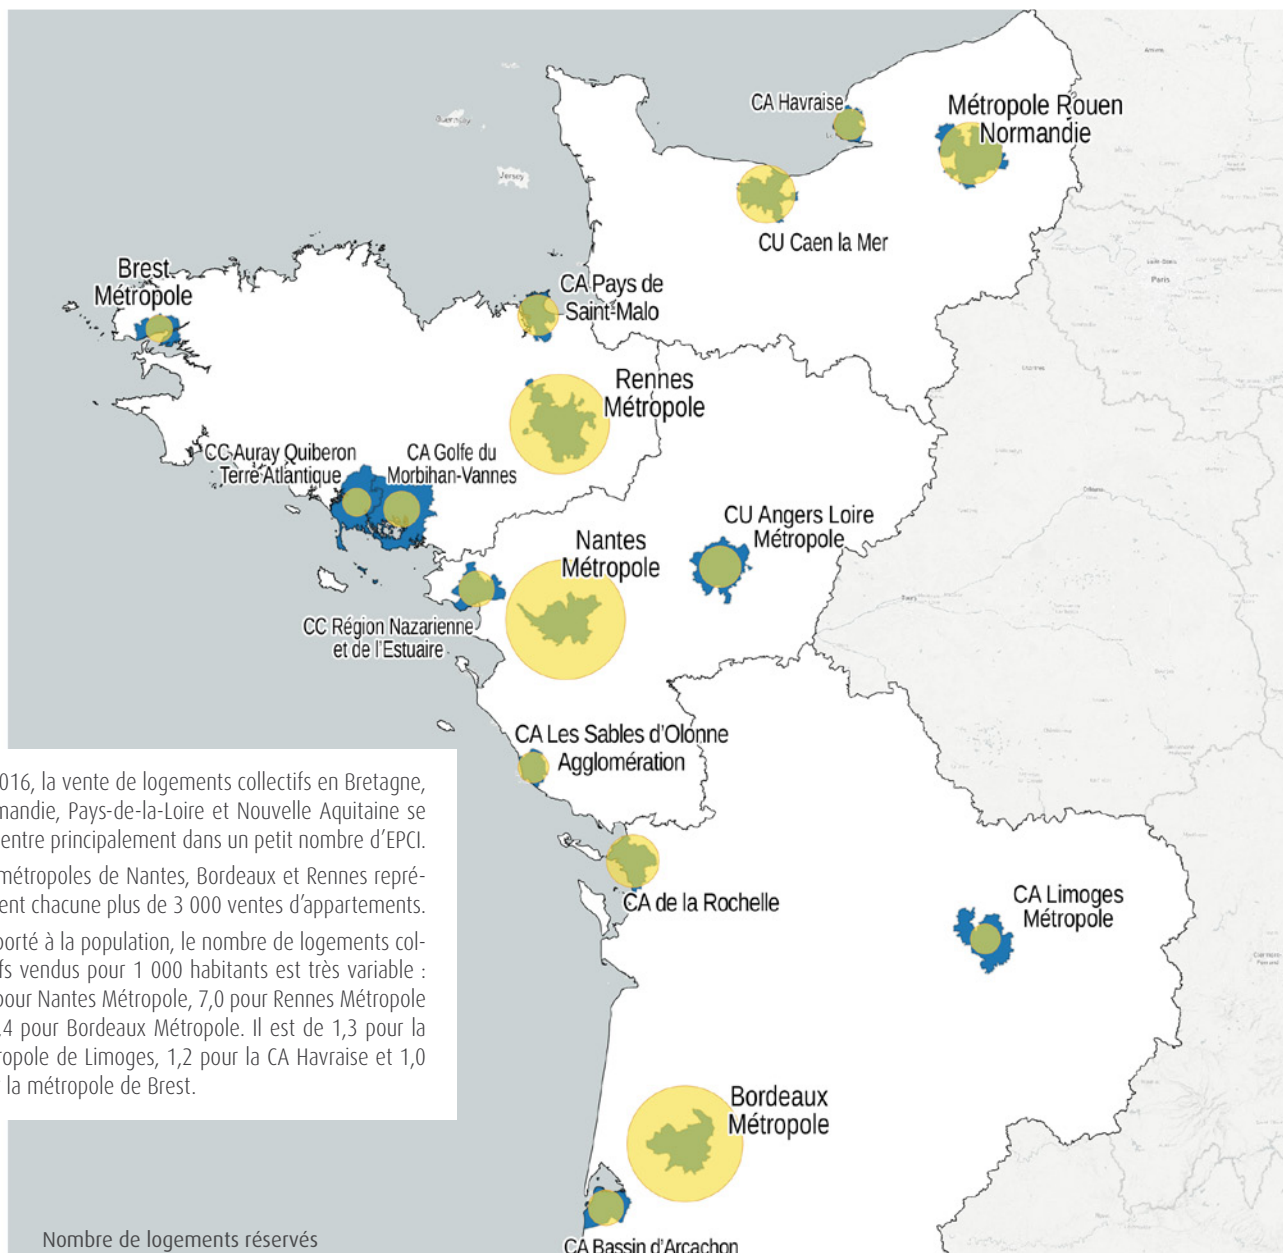 CA Havraise
Métropole Rouen
Normandie
Guernsey
Jersey
CU Caen la Mer
Paris
Brest
Métropole
CA Pays de
Saint-Malo
Rennes
Métropole
CC Auray Quiberon
Terre Atlantique
CA Golfe du
Morbihan-Vannes
Orléans
CU Angers Loire
Métropole
Nantes
Métropole
Tours
CC Région Nazarienne
et de l'Estuaire
CA Les Sables d'Olonne
Agglomération
016, la vente de logements collectifs en Bretagne,
mandie, Pays-de-la-Loire et Nouvelle Aquitaine se
entre principalement dans un petit nombre d'EPCI.
métropoles de Nantes, Bordeaux et Rennes repré-
ent chacune plus de 3 000 ventes d'appartements.
porté à la population, le nombre de logements col-
fs vendus pour 1 000 habitants est très variable :
pour Nantes Métropole, 7,0 pour Rennes Métropole
,4 pour Bordeaux Métropole. Il est de 1,3 pour la
ropole de Limoges, 1,2 pour la CA Havraise et 1,0
la métropole de Brest.
CA de la Rochelle
CA Limoges
Métropole
Bordeaux
Métropole
CA Bassin d'Arcachon
Nombre de logements réservés